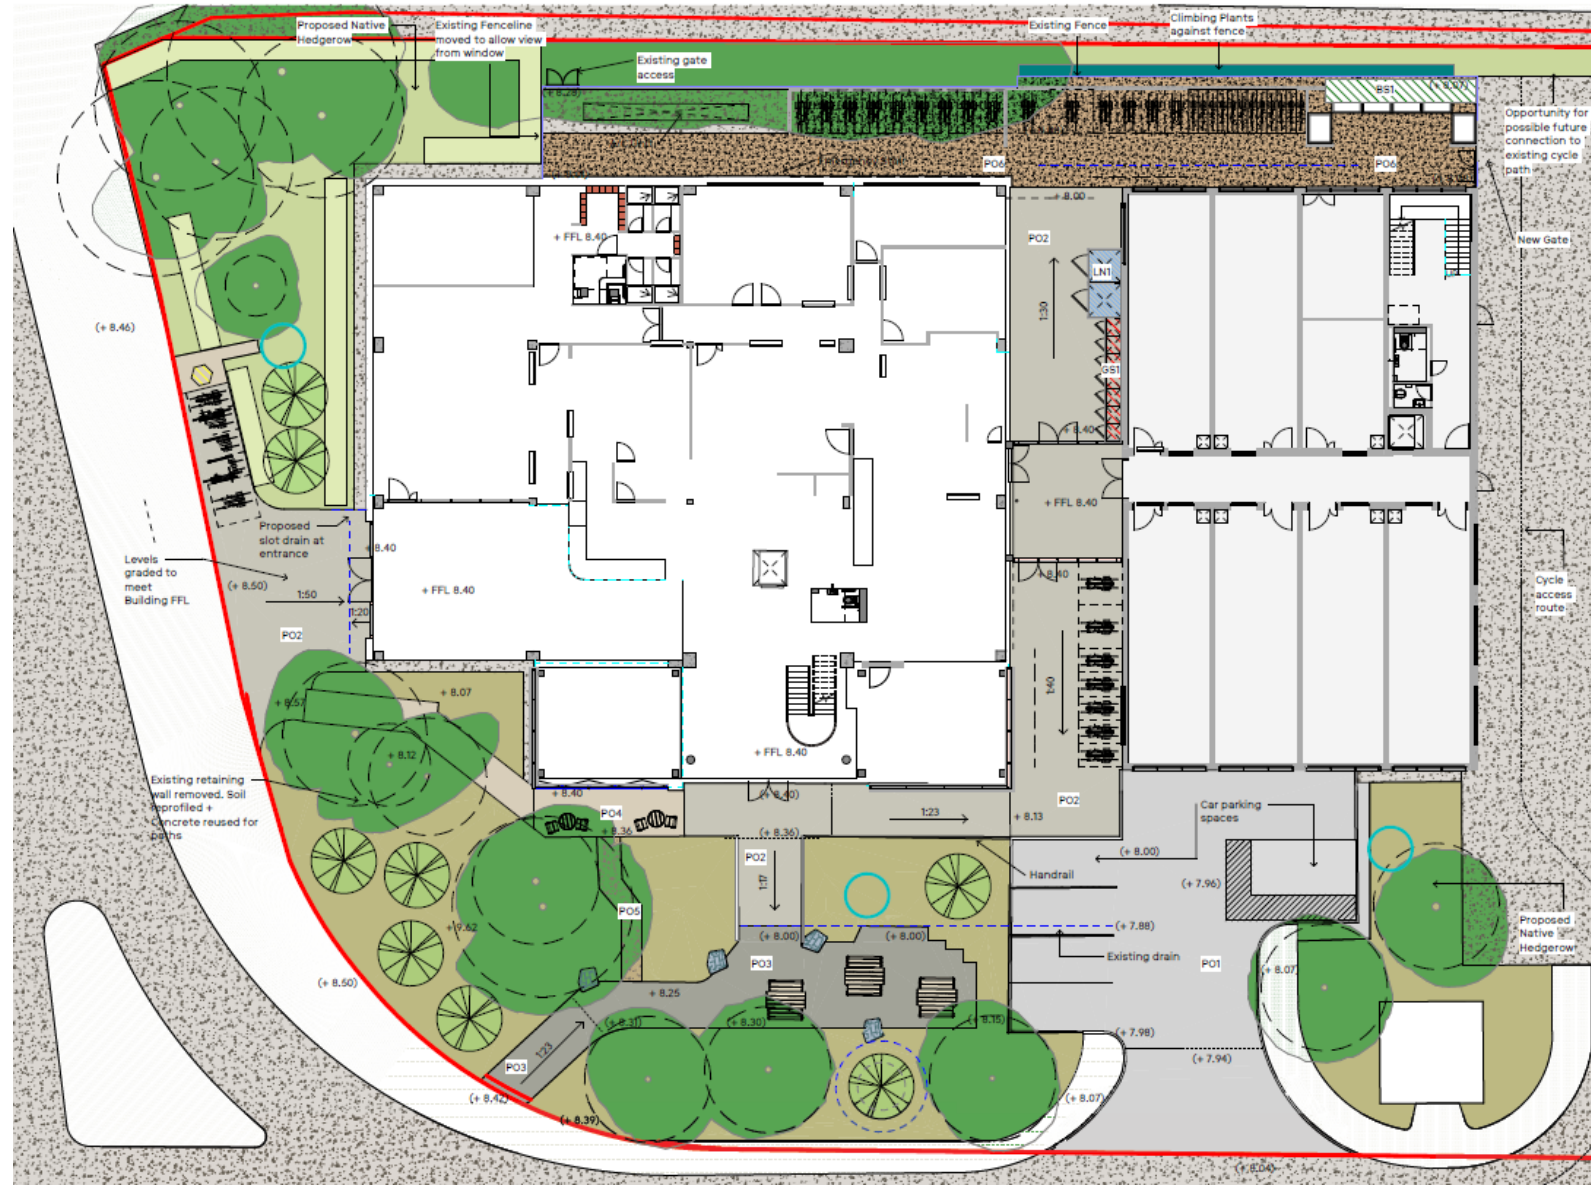 Proposed Native
Hedgerow
Existing Fenceline
moved to allow view
from window
Existing gate
access
Existing Fence
Climbing Plants
against fence
BS1
(+ 8.07)
+ 8.28
Opportunity for
possible future
connection to
existing cycle
path
PO6
PO6
New Gate
+ 8.00
PO2
+ FFL 8.40
LN1
1:30
(+ 8.46)
GS1
+ 8.40
+ FFL 8.40
Proposed
slot drain at
entrance
+ 8.40
Levels
graded to
meet
Building FFL
(+ 8.50)
1:50
1:20
+ FFL 8.40
+ 8.40
Cycle
access
route
PO2
1:40
+ 8.07
+ 8.57
+ 8.12
+ FFL 8.40
Existing retaining
wall removed. Soil
reprofiled +
Concrete reused for
paths
+ 8.40
(+ 8.40)
PO4
+ 8.36
(+ 8.36)
1:23
+ 8.13
PO2
Car parking
spaces
(+ 8.00)
PO2
1:17
Handrail
(+ 7.96)
PO5
+ 9.62
(+ 8.00)
(+ 8.00)
(+ 7.88)
Proposed
Native
Hedgerow
Existing drain
PO3
PO1
(+ 8.07)
(+ 8.50)
+ 8.25
(+ 8.31)
(+ 8.30)
(+ 8.15)
(+ 7.98)
(+ 7.94)
1:23
PO3
(+ 8.42)
(+ 8.39)
(+ 8.07)
(+ 8.04)